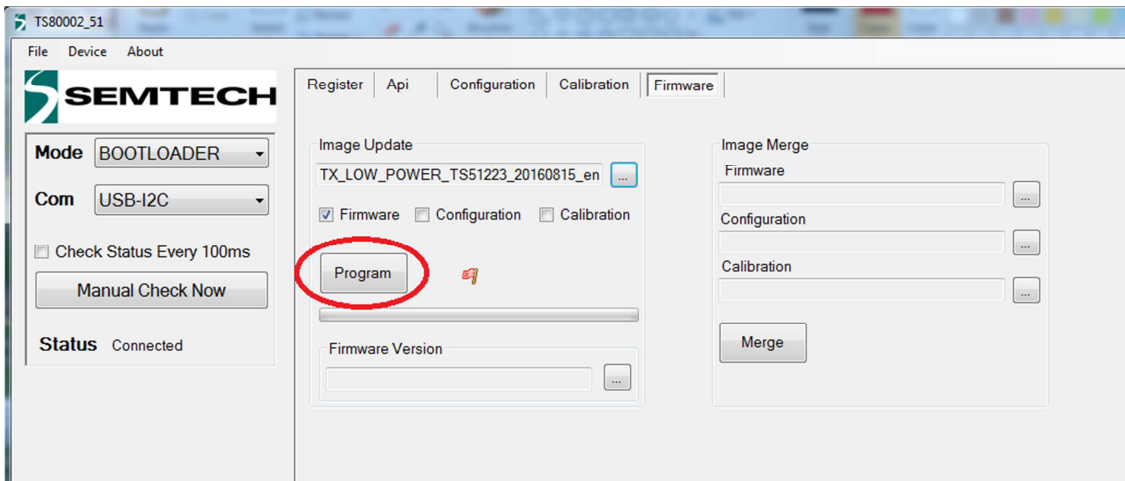 TS80002_51
File Device About
SEMTECH
Mode BOOTLOADER
Com USB-I2C
Check Status Every 100ms
Manual Check Now
Status Connected
Register Api Configuration Calibration Firmware
Image Update
TX_LOW_POWER_TS51223_20160815_en ...
Firmware Configuration Calibration
Program
Firmware Version
...
Image Merge
Firmware
...
Configuration
...
Calibration
...
Merge